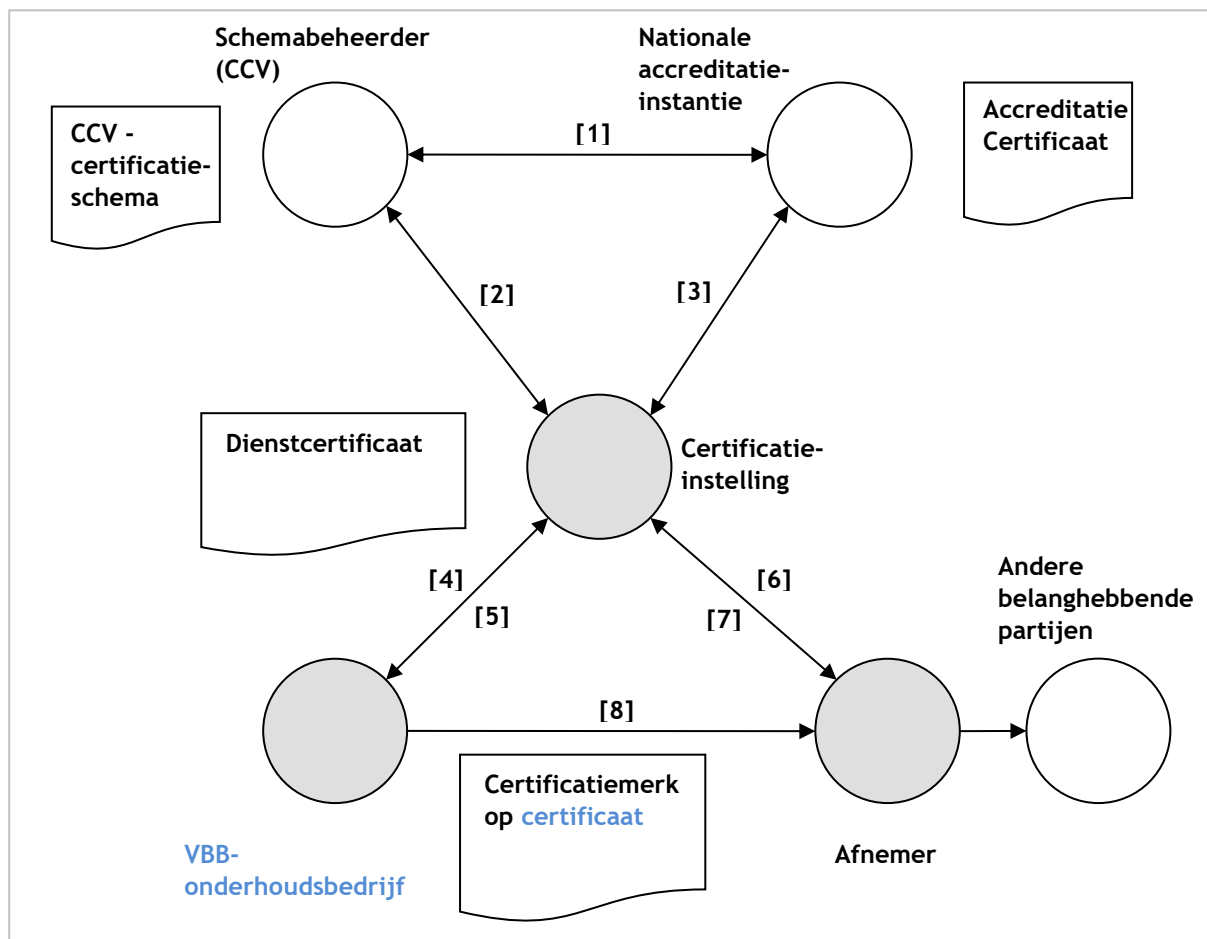 Schemabeheerder
(CCV)
Nationale
accreditatie-
instantie
CCV -
certificatie-
schema
Accreditatie
Certificaat
[1]
[2]
[3]
Dienstcertificaat
Certificatie-
instelling
[4]
[5]
[6]
[7]
Andere
belanghebbende
partijen
[8]
Certificatiemerk
op certificaat
VBB-
onderhoudsbedrijf
Afnemer